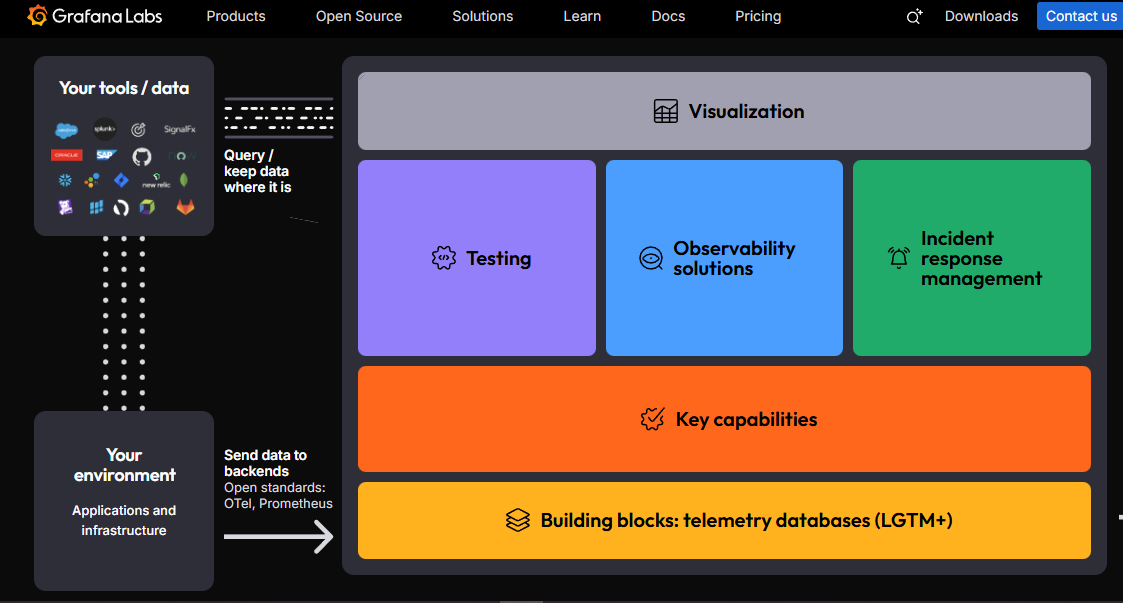 Grafana Labs
Products
Open Source
Solutions
Learn
Docs
Pricing
Downloads
Contact us
Your tools / data
splunk>
SignalFx
ORACLE
SAP
new relic
Query /
keep data
where it is
Visualization
Testing
Observability
solutions
Incident
response
management
Key capabilities
Your
environment
Applications and
infrastructure
Send data to
backends
Open standards:
OTel, Prometheus
Building blocks: telemetry databases (LGTM+)